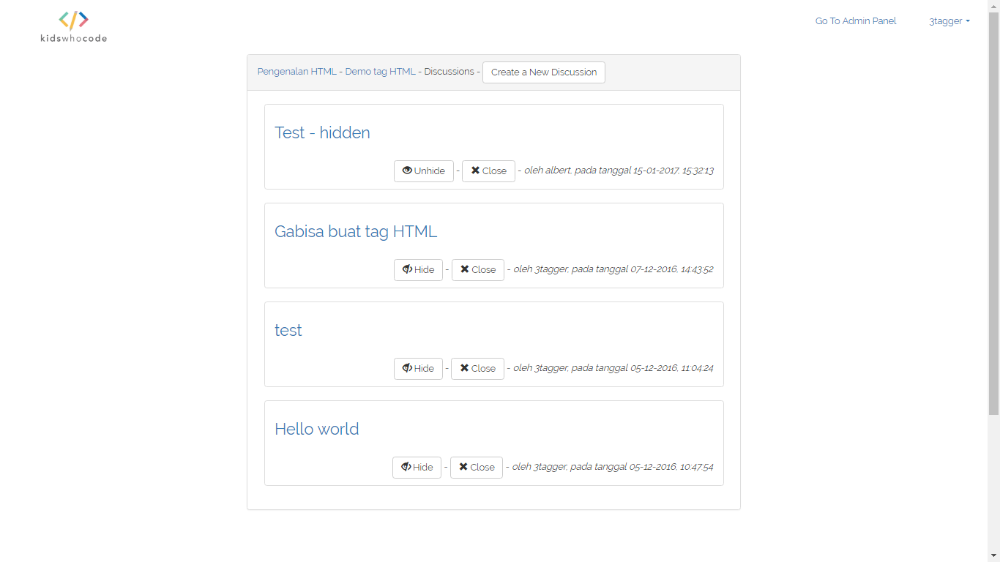 kidswhocode
Go To Admin Panel
3tagger
Pengenalan HTML - Demo tag HTML - Discussions - Create a New Discussion
Test - hidden
Unhide - Close - oleh albert, pada tanggal 15-01-2017, 15:32:13
Gabisa buat tag HTML
Hide - Close - oleh 3tagger, pada tanggal 07-12-2016, 14:43:52
test
Hide - Close - oleh 3tagger, pada tanggal 05-12-2016, 11:04:24
Hello world
Hide - Close - oleh 3tagger, pada tanggal 05-12-2016, 10:47:54